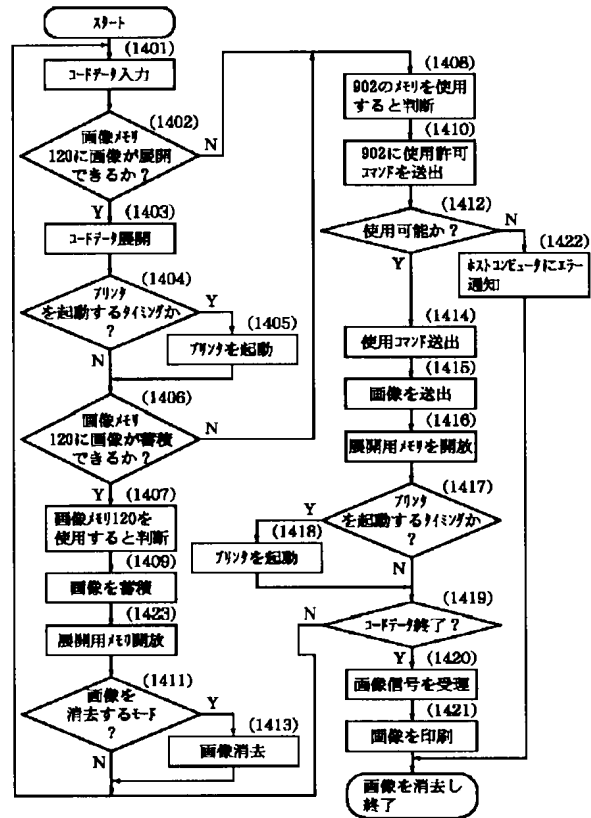 スタート
(1401)
コードデータ入力
(1402)
画像メモリ
120に画像が展開
できるか?
N
Y
(1403)
コードデータ展開
(1404)
プリンタ
を起動するタイミングか
?
Y
(1405)
プリンタを起動
N
(1406)
画像メモリ
120に画像が蓄積
できるか?
N
Y
(1407)
画像メモリ120を
使用すると判断
(1409)
画像を蓄積
(1423)
展開用メモリ開放
(1411)
画像を
消去するモード
?
Y
(1413)
画像消去
N
(1408)
902のメモリを使用
すると判断
(1410)
902に使用許可
コマンドを送出
(1412)
使用可能か?
N
(1422)
ホストコンピュータにエラー
通知
Y
(1414)
使用コマンド送出
(1415)
画像を送出
(1416)
展開用メモリを開放
(1417)
プリンタ
を起動するタイミングか
?
Y
(1418)
プリンタを起動
N
(1419)
コードデータ終了?
N
Y
(1420)
画像信号を受理
(1421)
画像を印刷
画像を消去し
終了